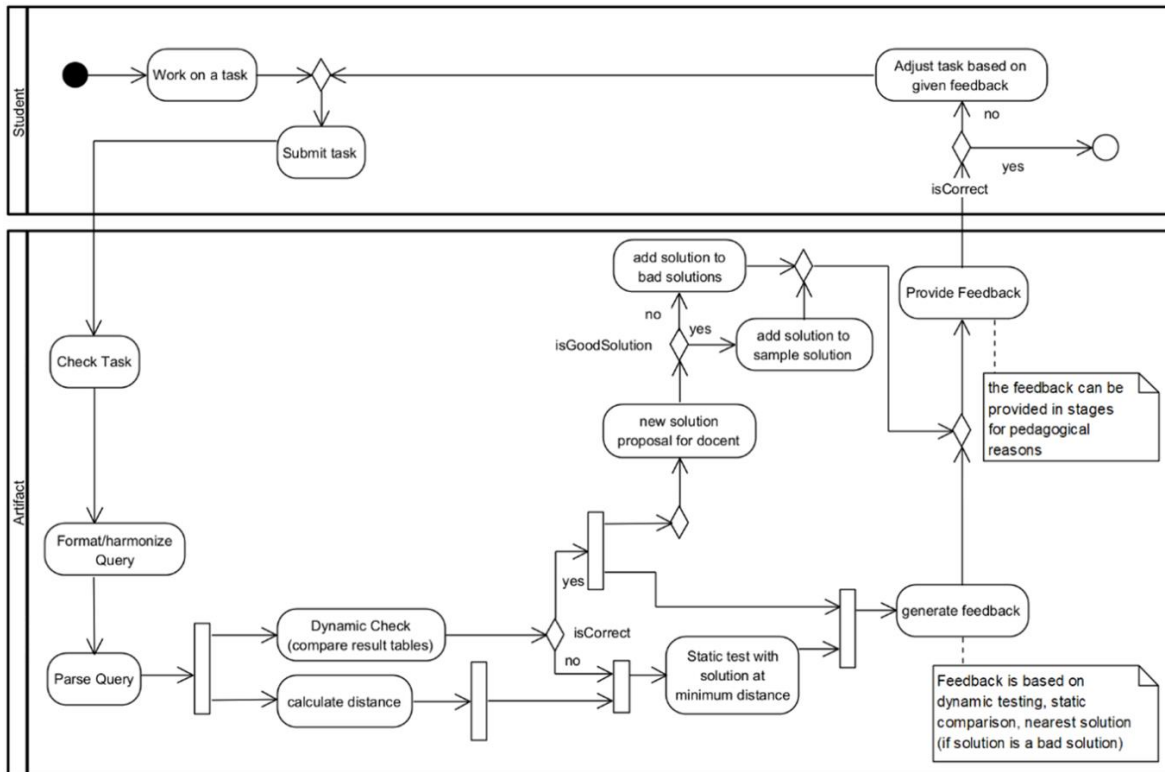 Student
Work on a task
Submit task
Adjust task based on
given feedback
no
yes
isCorrect
Artifact
add solution to
bad solutions
Provide Feedback
no
yes
isGoodSolution
add solution to
sample solution
Check Task
the feedback can be
provided in stages
for pedagogical
reasons
new solution
proposal for docent
Format/harmonize
Query
yes
generate feedback
Dynamic Check
(compare result tables)
isCorrect
no
Static test with
solution at
minimum distance
Parse Query
calculate distance
Feedback is based on
dynamic testing, static
comparison, nearest solution
(if solution is a bad solution)